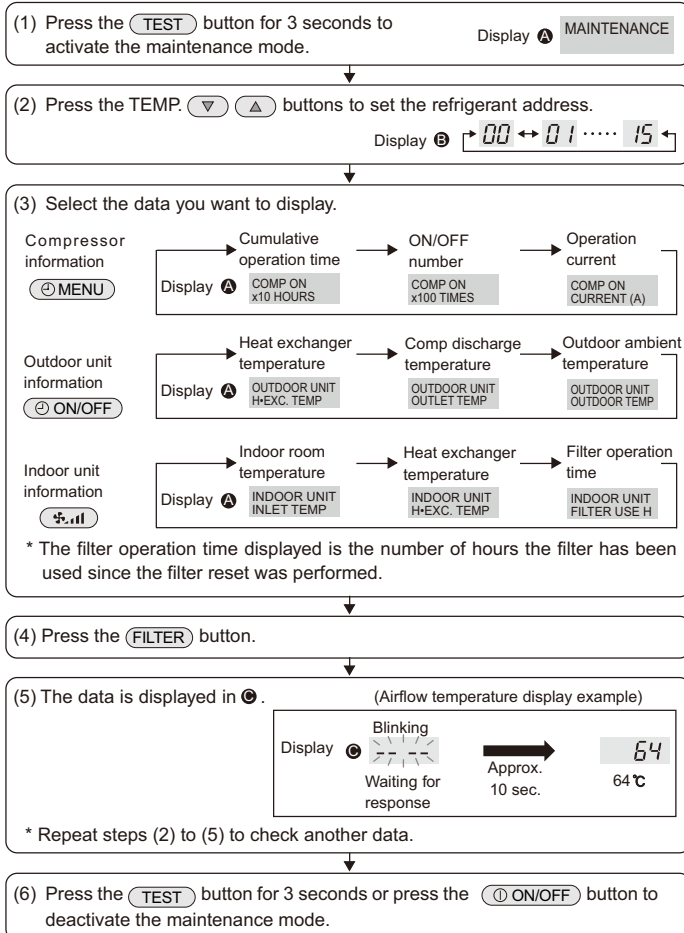 (1) Press the TEST button for 3 seconds to
activate the maintenance mode.
Display A MAINTENANCE
(2) Press the TEMP. ▽ △ buttons to set the refrigerant address.
Display B 00 ↔ 01 ····· 15
(3) Select the data you want to display.
Compressor
information
MENU
Display A
Cumulative
operation time
COMP ON
x10 HOURS
ON/OFF
number
COMP ON
x100 TIMES
Operation
current
COMP ON
CURRENT (A)
Outdoor unit
information
ON/OFF
Display A
Heat exchanger
temperature
OUTDOOR UNIT
H•EXC. TEMP
Comp discharge
temperature
OUTDOOR UNIT
OUTLET TEMP
Outdoor ambient
temperature
OUTDOOR UNIT
OUTDOOR TEMP
Indoor unit
information
Display A
Indoor room
temperature
INDOOR UNIT
INLET TEMP
Heat exchanger
temperature
INDOOR UNIT
H•EXC. TEMP
Filter operation
time
INDOOR UNIT
FILTER USE H
* The filter operation time displayed is the number of hours the filter has been
used since the filter reset was performed.
(4) Press the FILTER button.
(5) The data is displayed in C .
(Airflow temperature display example)
Display C
Blinking
-- --
Waiting for
response
Approx.
10 sec.
64
64℃
* Repeat steps (2) to (5) to check another data.
(6) Press the TEST button for 3 seconds or press the ON/OFF button to
deactivate the maintenance mode.